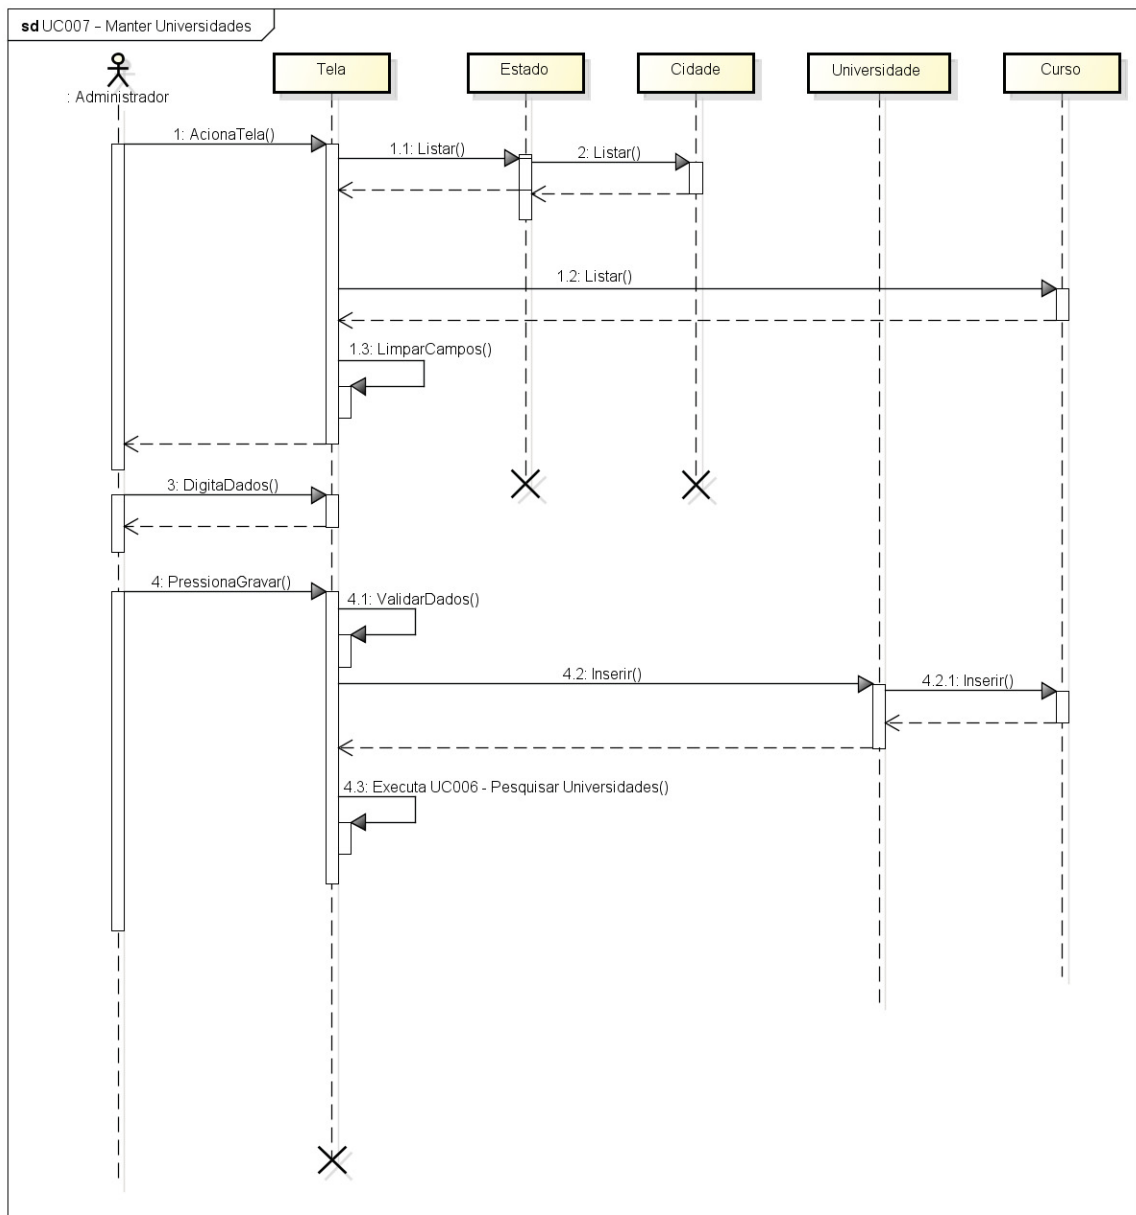 sd UC007 – Manter Universidades
: Administrador
Tela
Estado
Cidade
Universidade
Curso
1: AcionaTela()
1.1: Listar()
2: Listar()
1.2: Listar()
1.3: LimparCampos()
3: DigitaDados()
4: PressionaGravar()
4.1: ValidarDados()
4.2: Inserir()
4.2.1: Inserir()
4.3: Executa UC006 - Pesquisar Universidades()